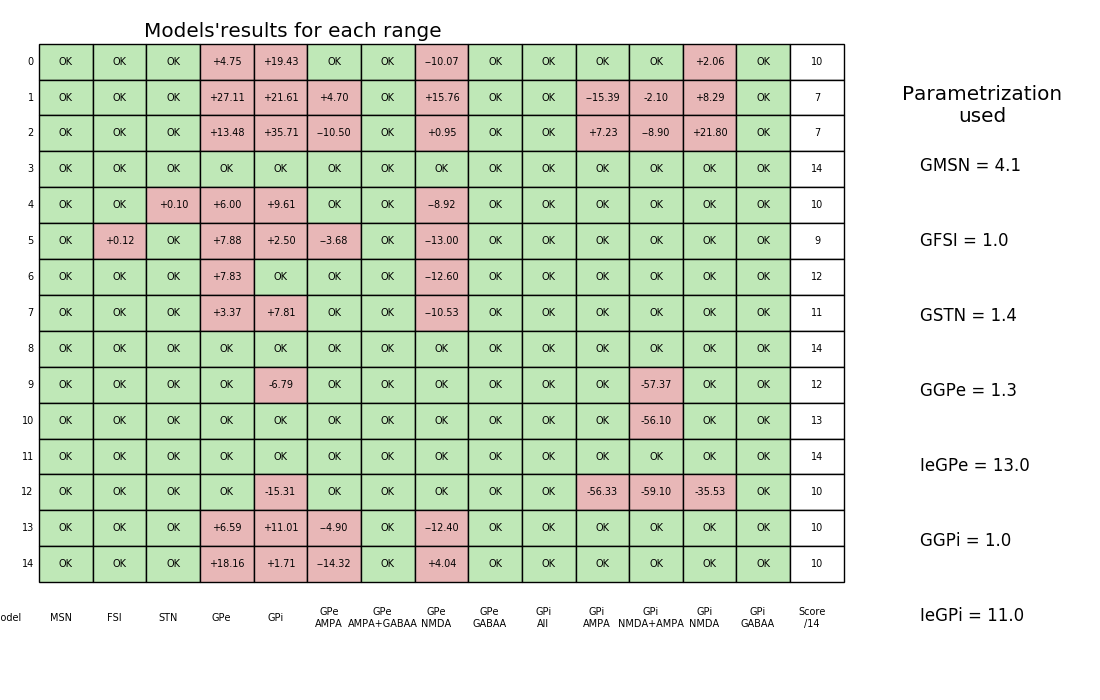 Models'results for each range
0 OK OK OK +4.75 +19.43 OK OK −10.07 OK OK OK OK +2.06 OK 10
1 OK OK OK +27.11 +21.61 +4.70 OK +15.76 OK OK −15.39 -2.10 +8.29 OK 7
2 OK OK OK +13.48 +35.71 −10.50 OK +0.95 OK OK +7.23 −8.90 +21.80 OK 7
3 OK OK OK OK OK OK OK OK OK OK OK OK OK OK 14
4 OK OK +0.10 +6.00 +9.61 OK OK −8.92 OK OK OK OK OK OK 10
5 OK +0.12 OK +7.88 +2.50 −3.68 OK −13.00 OK OK OK OK OK OK 9
6 OK OK OK +7.83 OK OK OK −12.60 OK OK OK OK OK OK 12
7 OK OK OK +3.37 +7.81 OK OK −10.53 OK OK OK OK OK OK 11
8 OK OK OK OK OK OK OK OK OK OK OK OK OK OK 14
9 OK OK OK OK -6.79 OK OK OK OK OK OK -57.37 OK OK 12
10 OK OK OK OK OK OK OK OK OK OK OK -56.10 OK OK 13
11 OK OK OK OK OK OK OK OK OK OK OK OK OK OK 14
12 OK OK OK OK -15.31 OK OK OK OK OK -56.33 -59.10 -35.53 OK 10
13 OK OK OK +6.59 +11.01 −4.90 OK −12.40 OK OK OK OK OK OK 10
14 OK OK OK +18.16 +1.71 −14.32 OK +4.04 OK OK OK OK OK OK 10
odel MSN FSI STN GPe GPi GPe AMPA GPe AMPA+GABAA GPe NMDA GPe GABAA GPi All GPi AMPA GPi NMDA+AMPA GPi NMDA GPi GABAA Score /14
Parametrization
used
GMSN = 4.1
GFSI = 1.0
GSTN = 1.4
GGPe = 1.3
IeGPe = 13.0
GGPi = 1.0
IeGPi = 11.0